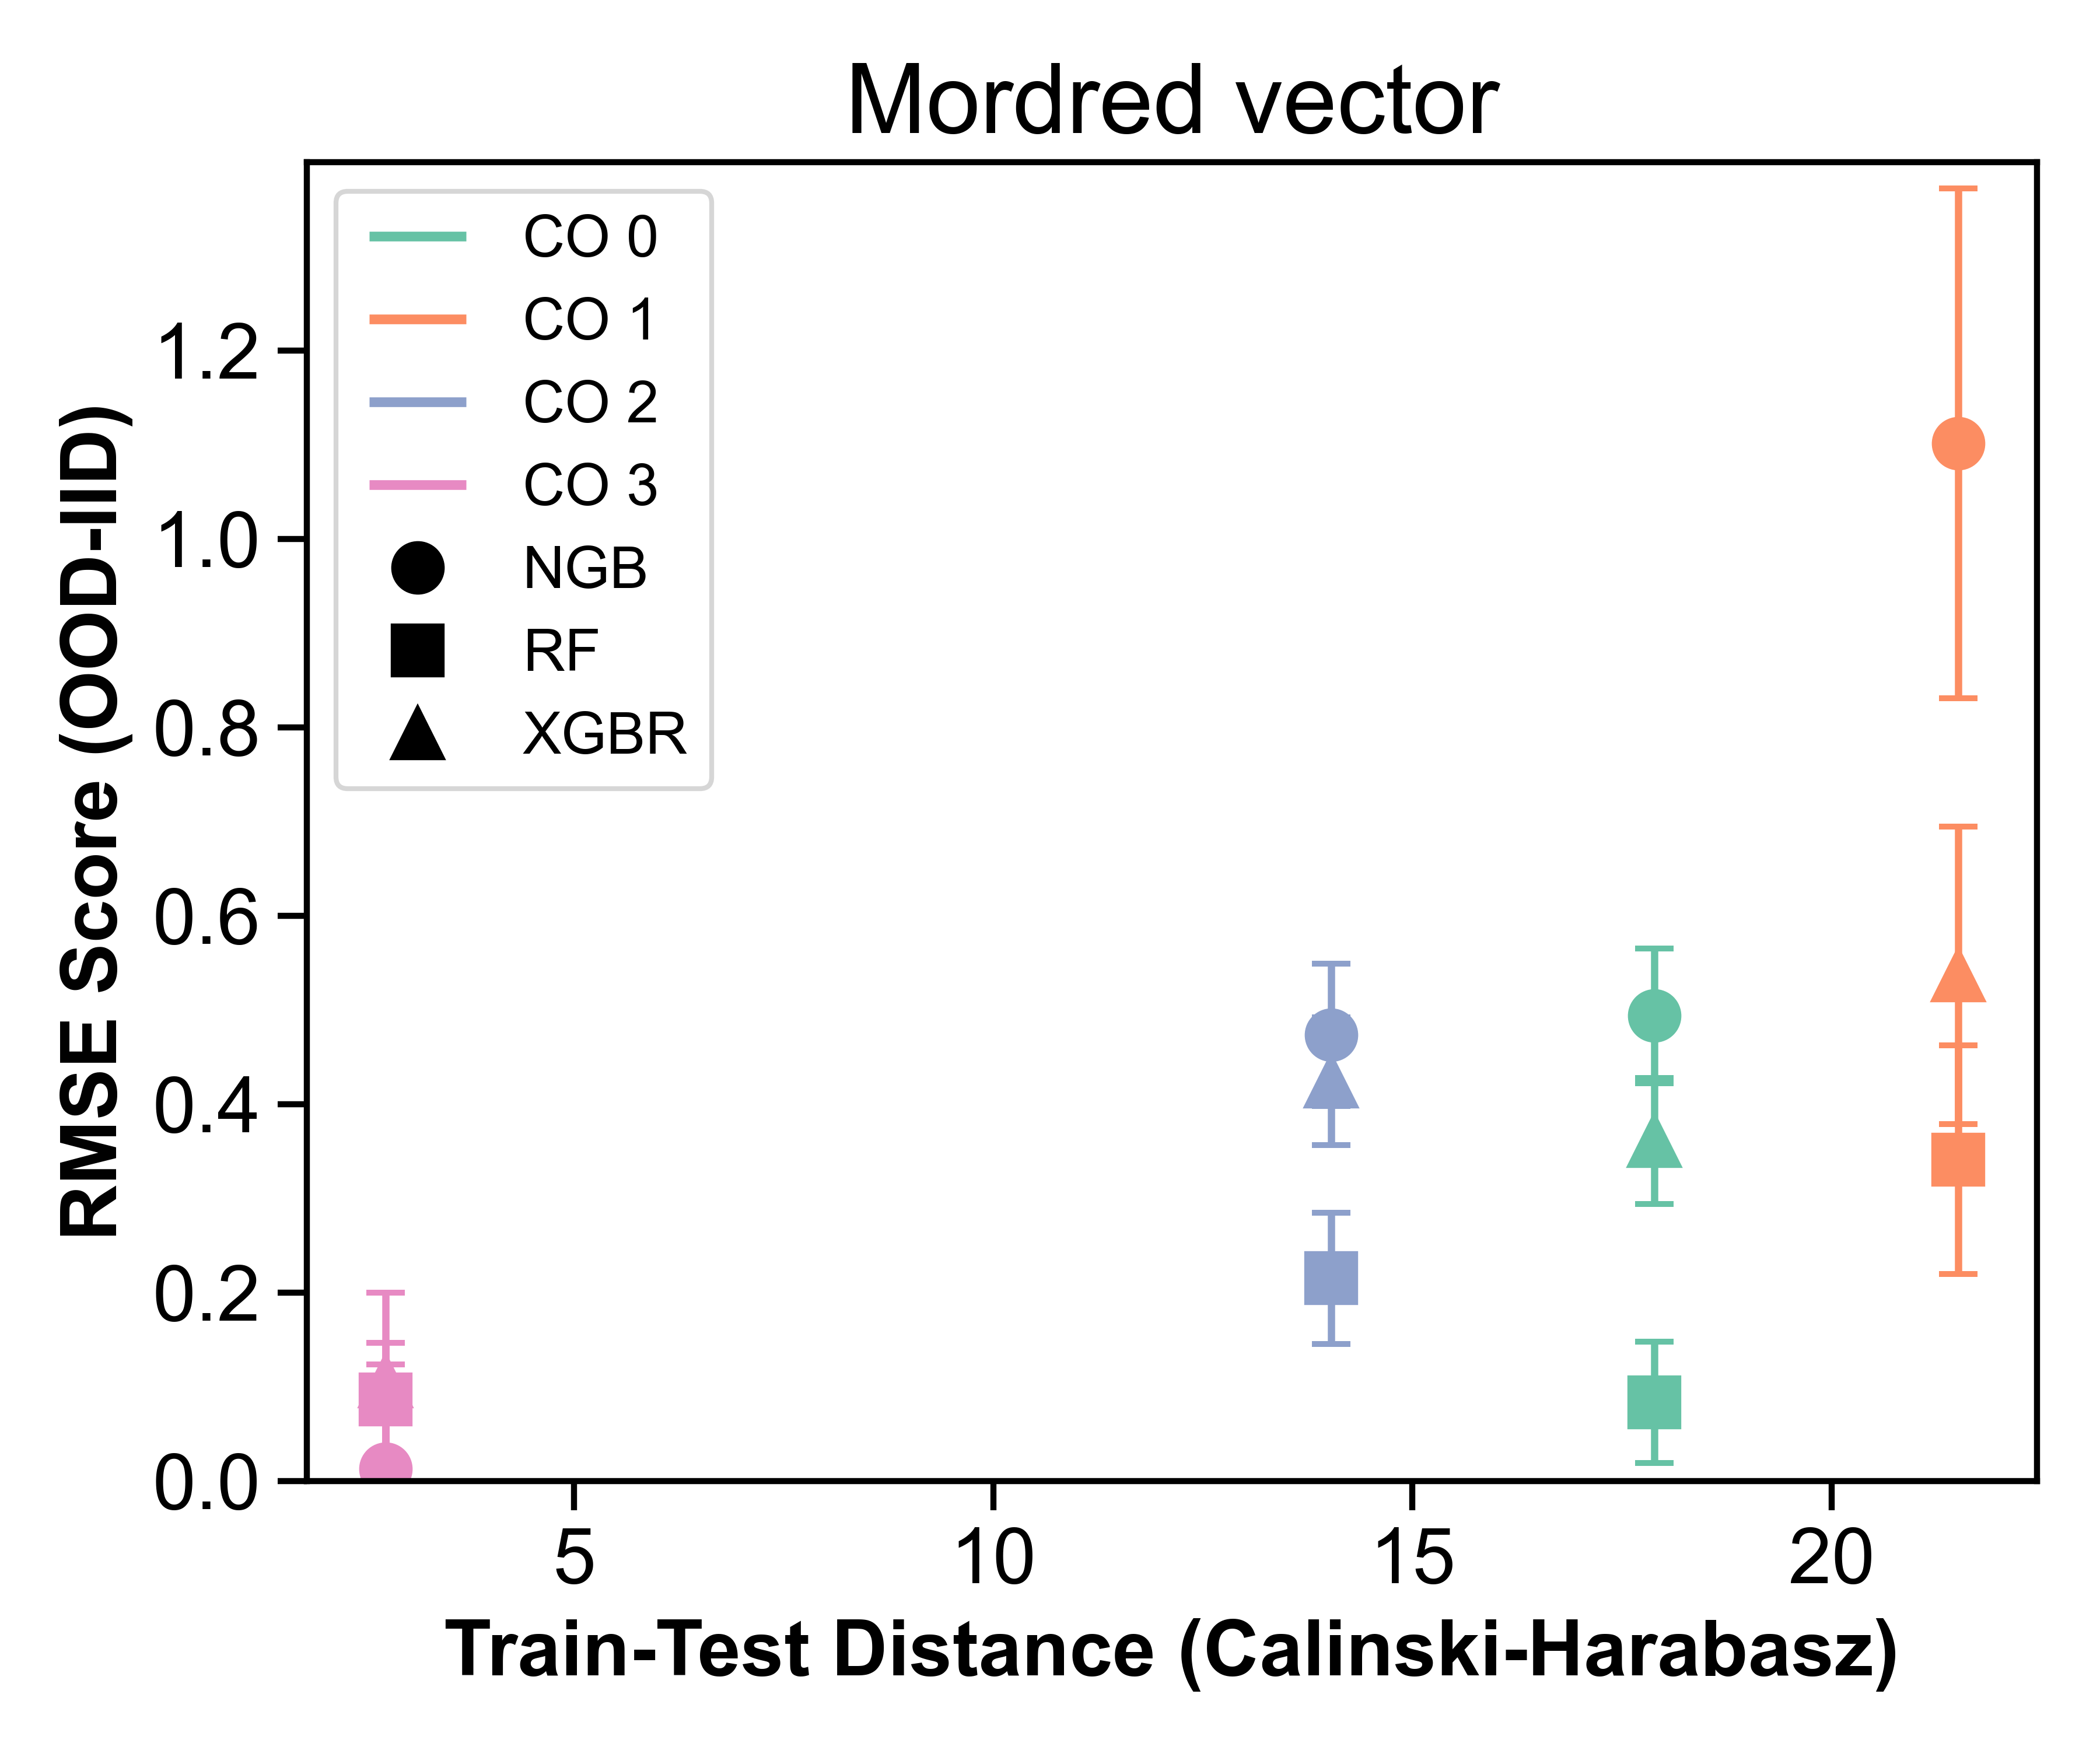 Mordred vector
CO 0
CO 1
CO 2
CO 3
NGB
RF
XGBR
RMSE Score (OOD-IID)
1.2
1.0
0.8
0.6
0.4
0.2
0.0
5
10
15
20
Train-Test Distance (Calinski-Harabasz)